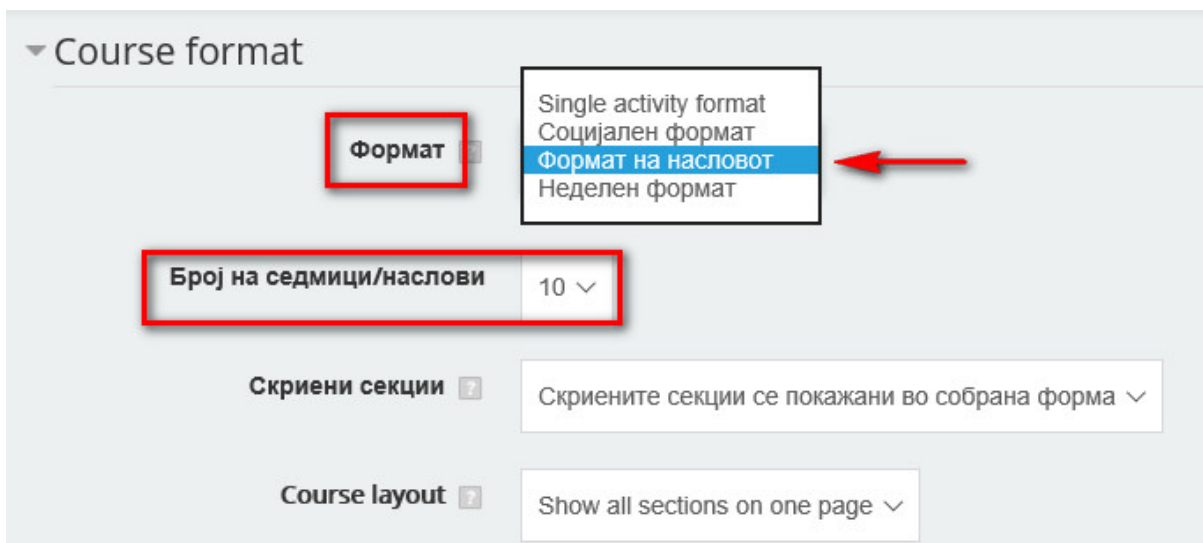 Course format
Формат
Single activity format
Социјален формат
Формат на насловот
Неделен формат
Број на седмици/наслови
10
Скриени секции
Скриените секции се покажани во собрана форма
Course layout
Show all sections on one page